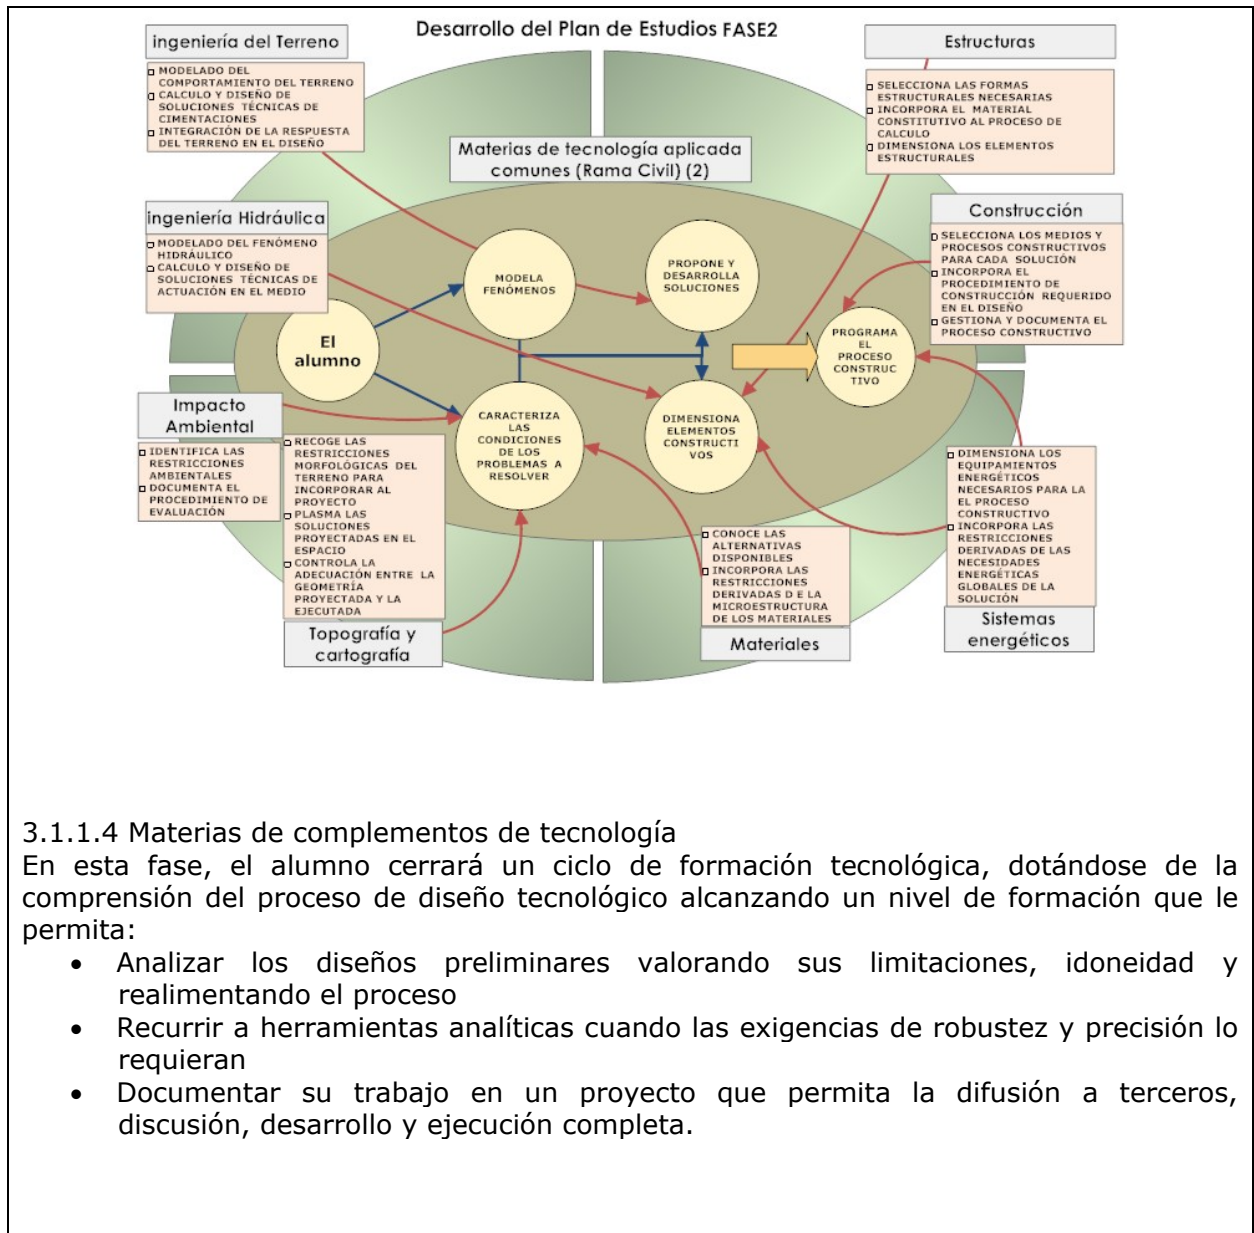 Desarrollo del Plan de Estudios FASE2
ingeniería del Terreno
MODELADO DEL
COMPORTAMIENTO DEL TERRENO
CALCULO Y DISEÑO DE
SOLUCIONES TÉCNICAS DE
CIMENTACIONES
INTEGRACIÓN DE LA RESPUESTA
DEL TERRENO EN EL DISEÑO
Estructuras
SELECCIONA LAS FORMAS
ESTRUCTURALES NECESARIAS
INCORPORA EL MATERIAL
CONSTITUTIVO AL PROCESO DE
CALCULO
DIMENSIONA LOS ELEMENTOS
ESTRUCTURALES
Materias de tecnología aplicada
comunes (Rama Civil) (2)
ingeniería Hidráulica
MODELADO DEL FENÓMENO
HIDRÁULICO
CALCULO Y DISEÑO DE
SOLUCIONES TÉCNICAS DE
ACTUACIÓN EN EL MEDIO
Construcción
SELECCIONA LOS MEDIOS Y
PROCESOS CONSTRUCTIVOS
PARA CADA SOLUCIÓN
INCORPORA EL
PROCEDIMIENTO DE
CONSTRUCCIÓN REQUERIDO
EN EL DISEÑO
GESTIONA Y DOCUMENTA EL
PROCESO CONSTRUCTIVO
MODELA
FENÓMENOS
PROPONE Y
DESARROLLA
SOLUCIONES
El
alumno
PROGRAMA
EL
PROCESO
CONSTRUC
TIVO
CARACTERIZA
LAS
CONDICIONES
DE LOS
PROBLEMAS A
RESOLVER
DIMENSIONA
ELEMENTOS
CONSTRUCTI
VOS
Impacto
Ambiental
IDENTIFICA LAS
RESTRICCIONES
AMBIENTALES
DOCUMENTA EL
PROCEDIMIENTO DE
EVALUACIÓN
RECOGE LAS
RESTRICCIONES
MORFOLÓGICAS DEL
TERRENO PARA
INCORPORAR AL
PROYECTO
PLASMA LAS
SOLUCIONES
PROYECTADAS EN EL
ESPACIO
CONTROLA LA
ADECUACIÓN ENTRE LA
GEOMETRÍA
PROYECTADA Y LA
EJECUTADA
Topografía y
cartografía
CONOCE LAS
ALTERNATIVAS
DISPONIBLES
INCORPORA LAS
RESTRICCIONES
DERIVADAS D E LA
MICROESTRUCTURA
DE LOS MATERIALES
Materiales
DIMENSIONA LOS
EQUIPAMIENTOS
ENERGÉTICOS
NECESARIOS PARA LA
EL PROCESO
CONSTRUCTIVO
INCORPORA LAS
RESTRICCIONES
DERIVADAS DE LAS
NECESIDADES
ENERGÉTICAS
GLOBALES DE LA
SOLUCIÓN
Sistemas
energéticos
3.1.1.4 Materias de complementos de tecnología
En esta fase, el alumno cerrará un ciclo de formación tecnológica, dotándose de la
comprensión del proceso de diseño tecnológico alcanzando un nivel de formación que le
permita:
• Analizar los diseños preliminares valorando sus limitaciones, idoneidad y
realimentando el proceso
• Recurrir a herramientas analíticas cuando las exigencias de robustez y precisión lo
requieran
• Documentar su trabajo en un proyecto que permita la difusión a terceros,
discusión, desarrollo y ejecución completa.